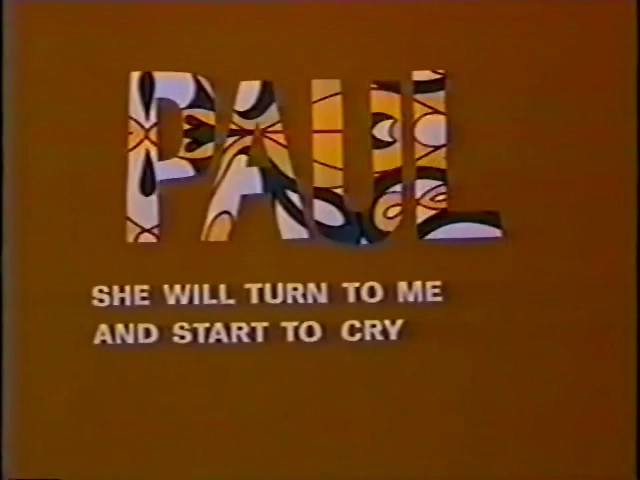 PAUL
SHE WILL TURN TO ME
AND START TO CRY